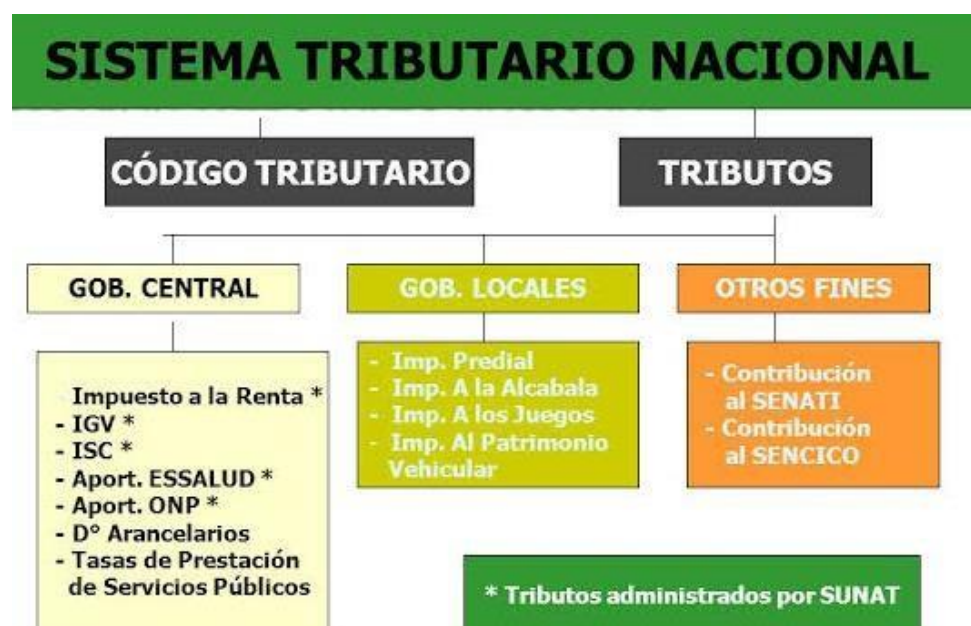 SISTEMA TRIBUTARIO NACIONAL
CÓDIGO TRIBUTARIO
TRIBUTOS
GOB. CENTRAL
GOB. LOCALES
OTROS FINES
Impuesto a la Renta *
- IGV *
- ISC *
- Aport. ESSALUD *
- Aport. ONP *
- D° Arancelarios
- Tasas de Prestación
de Servicios Públicos
- Imp. Predial
- Imp. A la Alcabala
- Imp. A los Juegos
- Imp. Al Patrimonio
Vehicular
- Contribución
al SENATI
- Contribución
al SENCICO
* Tributos administrados por SUNAT